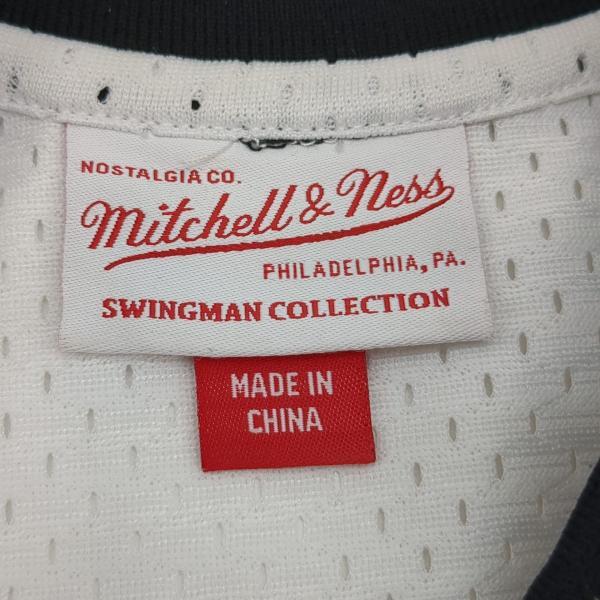 NOSTALGIA CO.
Mitchell & Ness
PHILADELPHIA, PA.
SWINGMAN COLLECTION
MADE IN
CHINA